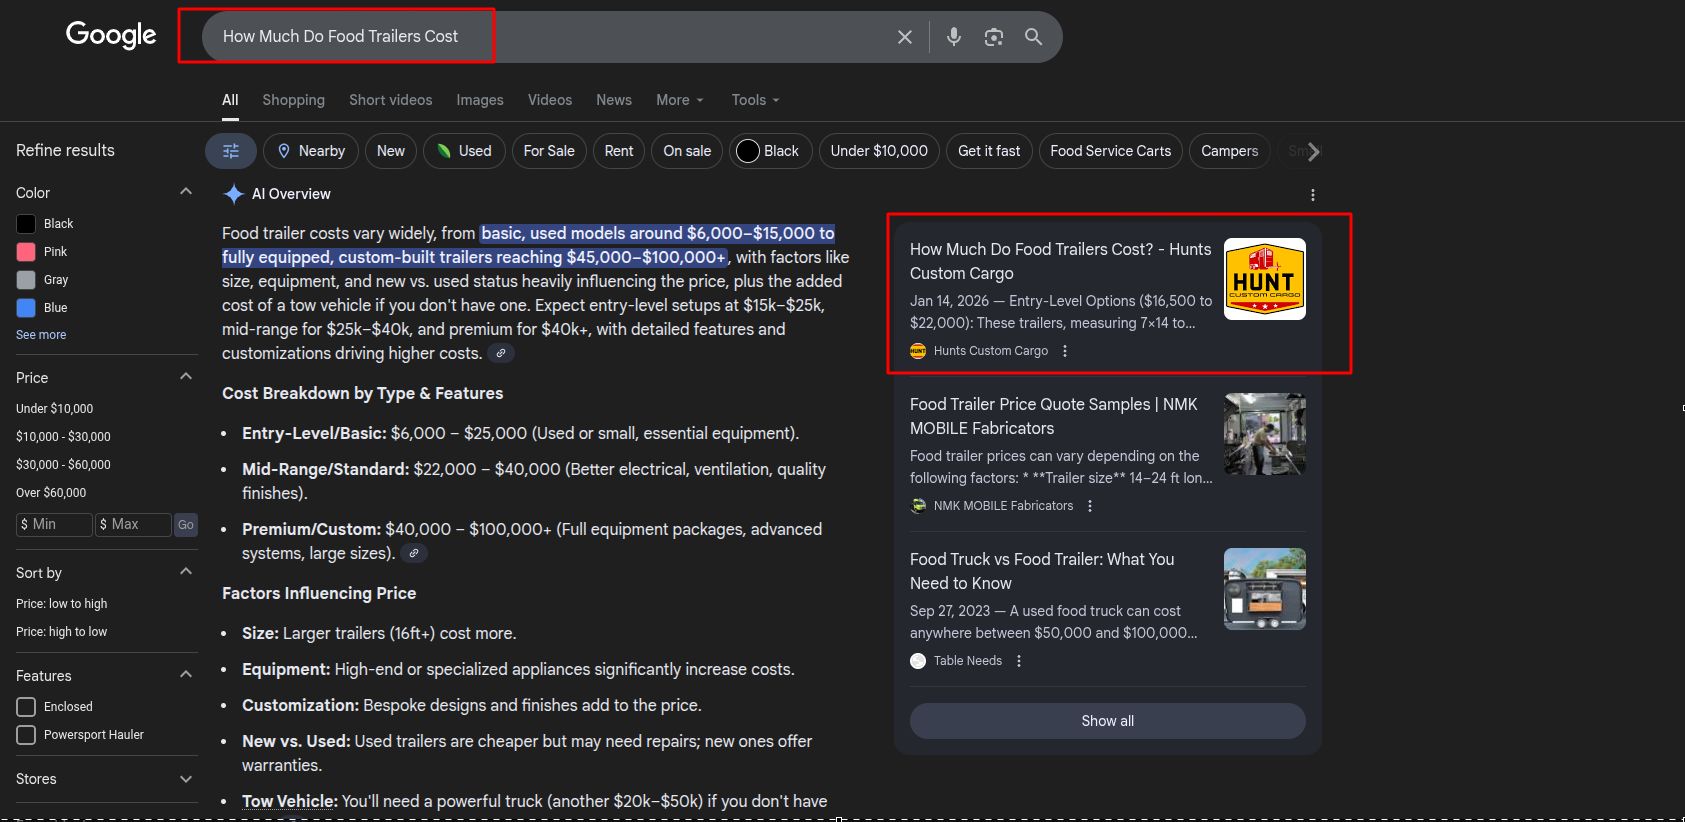 Google
How Much Do Food Trailers Cost
All Shopping Short videos Images Videos News More Tools
Refine results
Nearby New Used For Sale Rent On sale Black Under $10,000 Get it fast Food Service Carts Campers
Color
Black
Pink
Gray
Blue
See more
Price
Under $10,000
$10,000 - $30,000
$30,000 - $60,000
Over $60,000
$ Min $ Max Go
Sort by
Price: low to high
Price: high to low
Features
Enclosed
Powersport Hauler
Stores
AI Overview
Food trailer costs vary widely, from basic, used models around $6,000–$15,000 to
fully equipped, custom-built trailers reaching $45,000–$100,000+, with factors like
size, equipment, and new vs. used status heavily influencing the price, plus the added
cost of a tow vehicle if you don't have one. Expect entry-level setups at $15k–$25k,
mid-range for $25k–$40k, and premium for $40k+, with detailed features and
customizations driving higher costs.
Cost Breakdown by Type & Features
• Entry-Level/Basic: $6,000 – $25,000 (Used or small, essential equipment).
• Mid-Range/Standard: $22,000 – $40,000 (Better electrical, ventilation, quality
finishes).
• Premium/Custom: $40,000 – $100,000+ (Full equipment packages, advanced
systems, large sizes).
Factors Influencing Price
• Size: Larger trailers (16ft+) cost more.
• Equipment: High-end or specialized appliances significantly increase costs.
• Customization: Bespoke designs and finishes add to the price.
• New vs. Used: Used trailers are cheaper but may need repairs; new ones offer
warranties.
• Tow Vehicle: You'll need a powerful truck (another $20k–$50k) if you don't have
How Much Do Food Trailers Cost? - Hunts
Custom Cargo
Jan 14, 2026 — Entry-Level Options ($16,500 to
$22,000): These trailers, measuring 7×14 to...
HUNT
CUSTOM CARGO
Hunts Custom Cargo
Food Trailer Price Quote Samples | NMK
MOBILE Fabricators
Food trailer prices can vary depending on the
following factors: * **Trailer size** 14–24 ft lon...
NMK MOBILE Fabricators
Food Truck vs Food Trailer: What You
Need to Know
Sep 27, 2023 — A used food truck can cost
anywhere between $50,000 and $100,000...
Table Needs
Show all